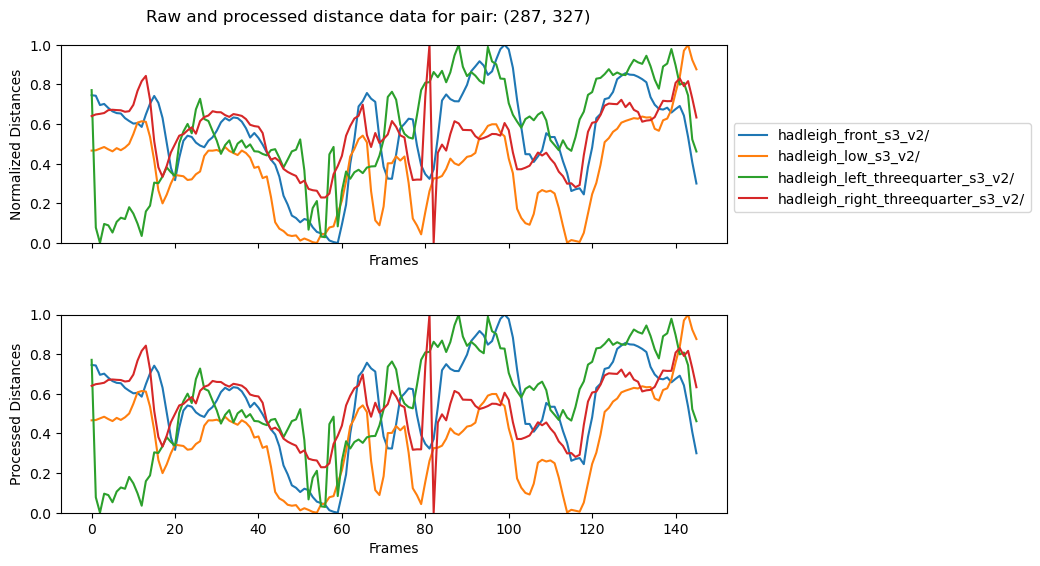 Raw and processed distance data for pair: (287, 327)
1.0
0.8
0.6
0.4
0.2
0.0
Normalized Distances
Frames
hadleigh_front_s3_v2/
hadleigh_low_s3_v2/
hadleigh_left_threequarter_s3_v2/
hadleigh_right_threequarter_s3_v2/
1.0
0.8
0.6
0.4
0.2
0.0
Processed Distances
0 20 40 60 80 100 120 140
Frames